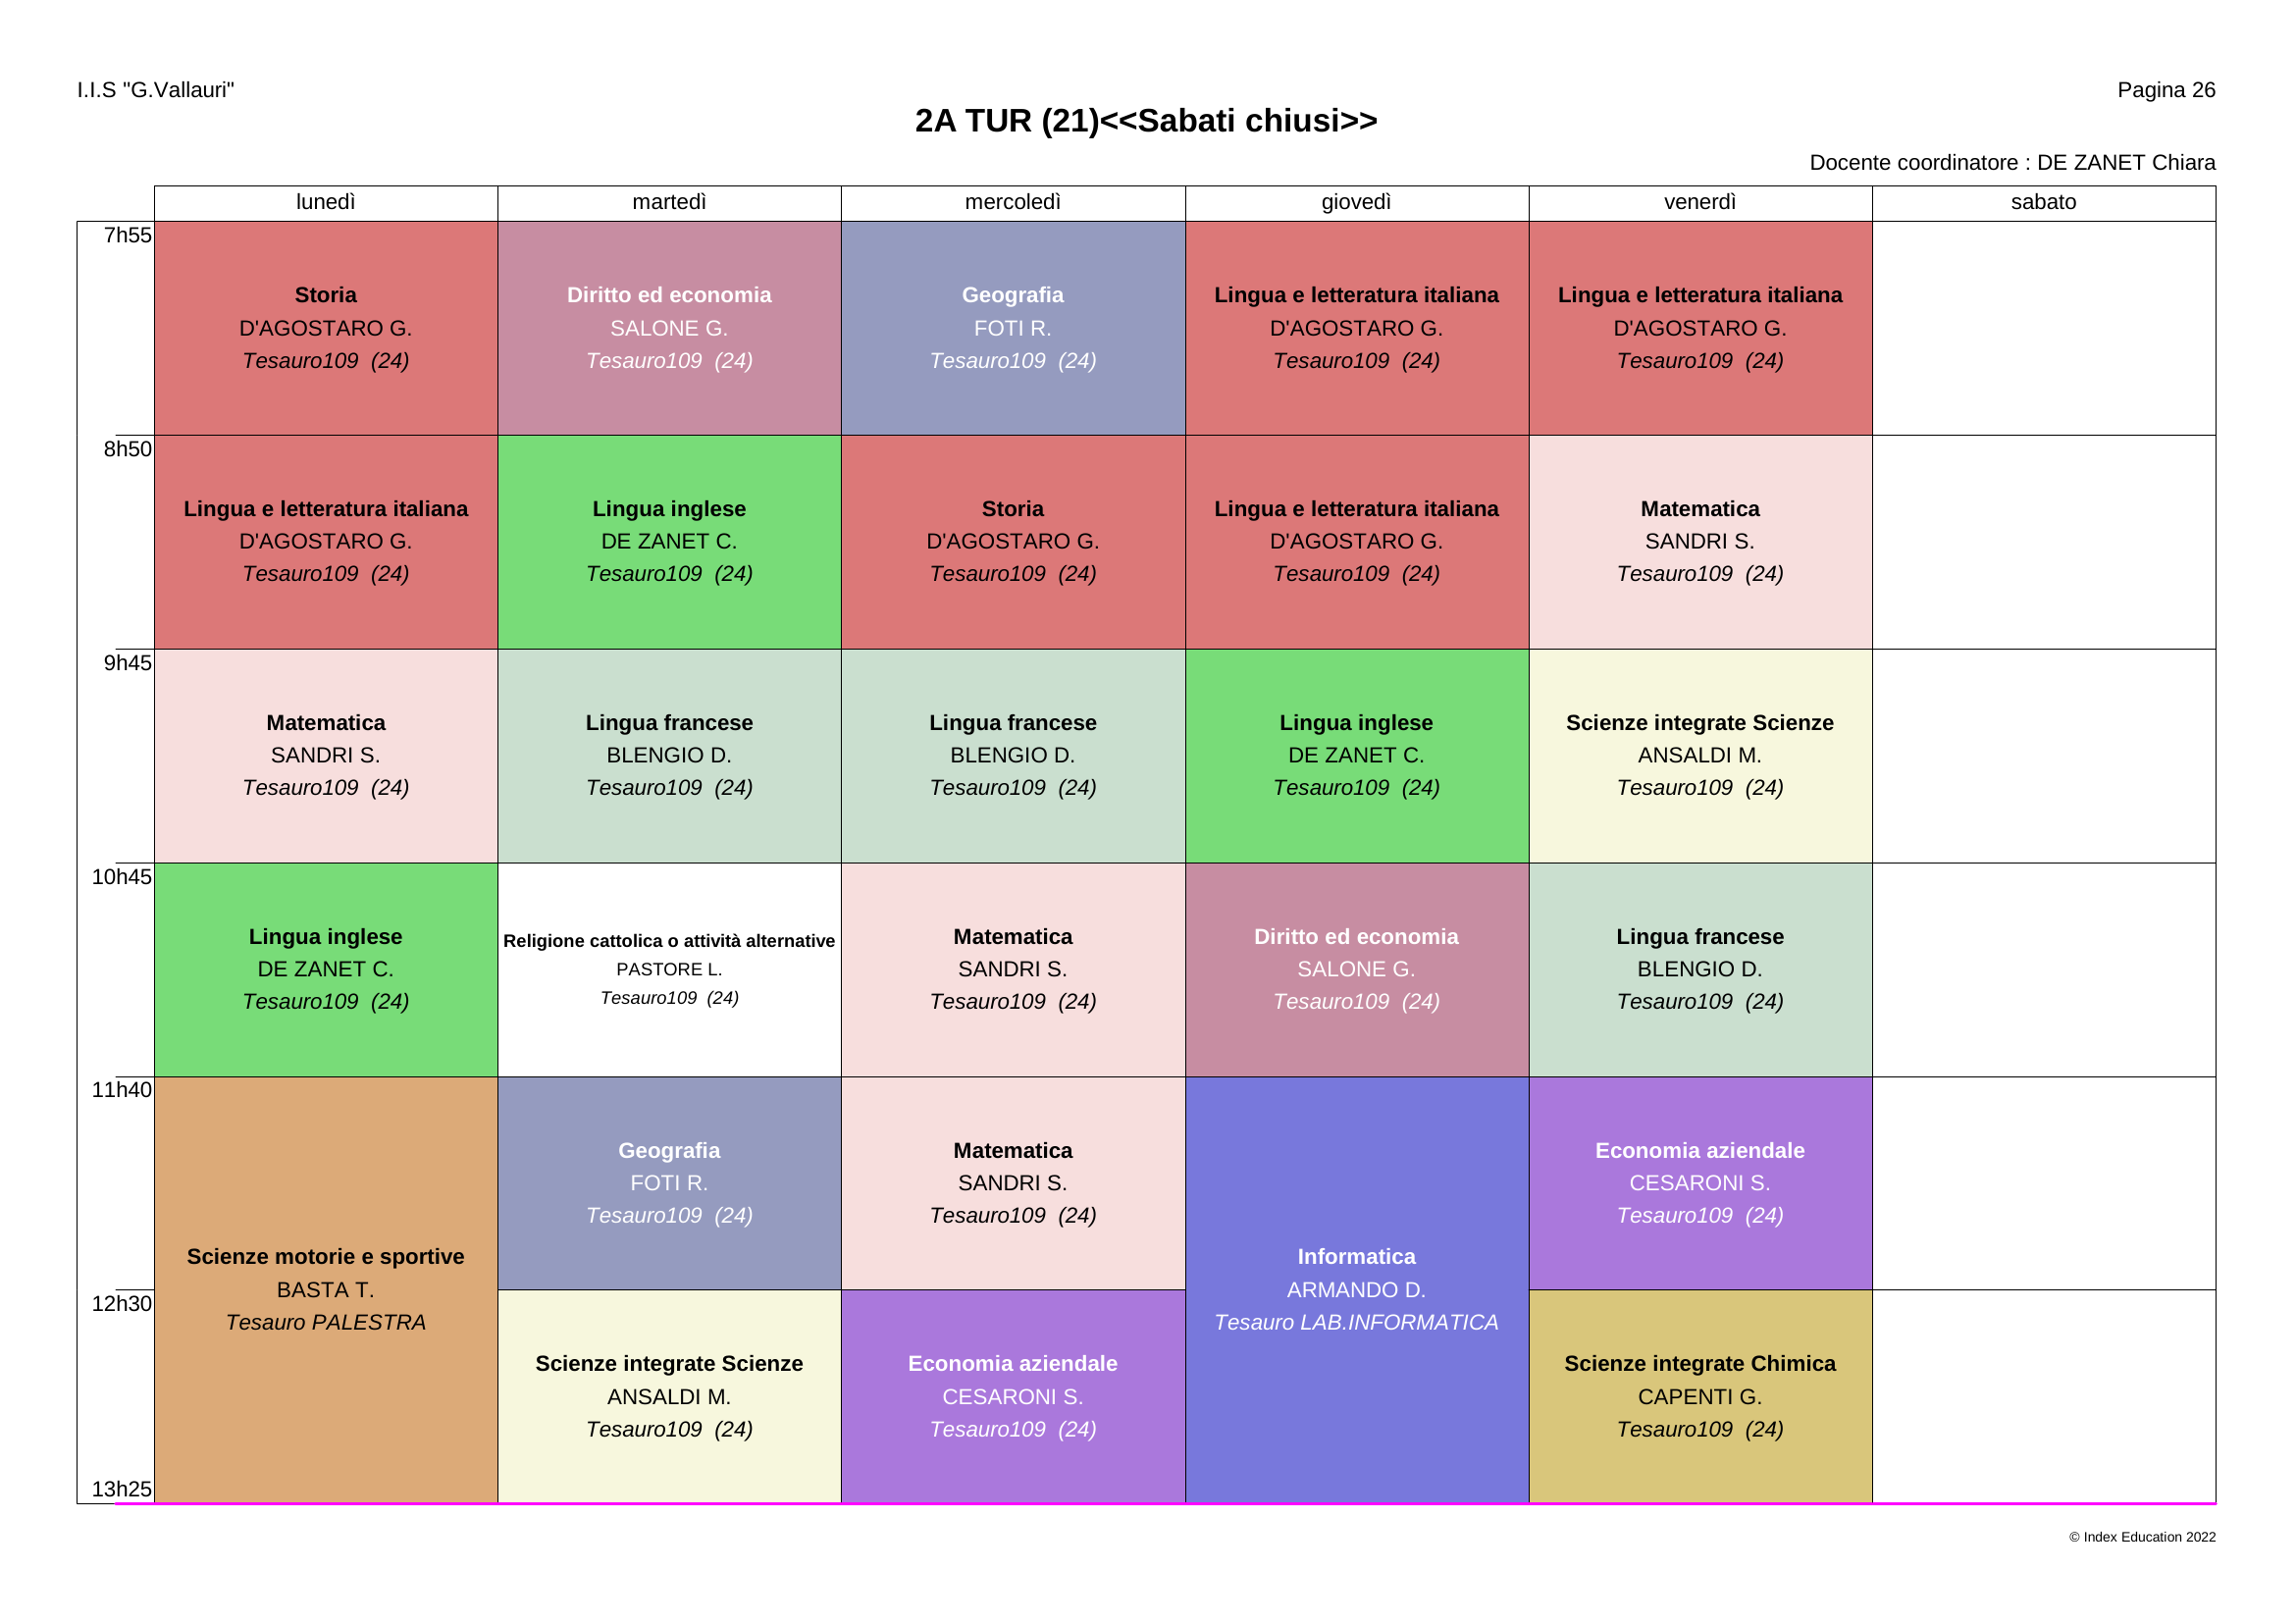 I.I.S "G.Vallauri"
Pagina 26
2A TUR (21)<<Sabati chiusi>>
Docente coordinatore : DE ZANET Chiara
lunedì martedì mercoledì giovedì venerdì sabato
7h55
Storia
D'AGOSTARO G.
Tesauro109 (24)
Diritto ed economia
SALONE G.
Tesauro109 (24)
Geografia
FOTI R.
Tesauro109 (24)
Lingua e letteratura italiana
D'AGOSTARO G.
Tesauro109 (24)
Lingua e letteratura italiana
D'AGOSTARO G.
Tesauro109 (24)
8h50
Lingua e letteratura italiana
D'AGOSTARO G.
Tesauro109 (24)
Lingua inglese
DE ZANET C.
Tesauro109 (24)
Storia
D'AGOSTARO G.
Tesauro109 (24)
Lingua e letteratura italiana
D'AGOSTARO G.
Tesauro109 (24)
Matematica
SANDRI S.
Tesauro109 (24)
9h45
Matematica
SANDRI S.
Tesauro109 (24)
Lingua francese
BLENGIO D.
Tesauro109 (24)
Lingua francese
BLENGIO D.
Tesauro109 (24)
Lingua inglese
DE ZANET C.
Tesauro109 (24)
Scienze integrate Scienze
ANSALDI M.
Tesauro109 (24)
10h45
Lingua inglese
DE ZANET C.
Tesauro109 (24)
Religione cattolica o attività alternative
PASTORE L.
Tesauro109 (24)
Matematica
SANDRI S.
Tesauro109 (24)
Diritto ed economia
SALONE G.
Tesauro109 (24)
Lingua francese
BLENGIO D.
Tesauro109 (24)
11h40
Scienze motorie e sportive
BASTA T.
Tesauro PALESTRA
Geografia
FOTI R.
Tesauro109 (24)
Matematica
SANDRI S.
Tesauro109 (24)
Informatica
ARMANDO D.
Tesauro LAB.INFORMATICA
Economia aziendale
CESARONI S.
Tesauro109 (24)
12h30
Scienze integrate Scienze
ANSALDI M.
Tesauro109 (24)
Economia aziendale
CESARONI S.
Tesauro109 (24)
Scienze integrate Chimica
CAPENTI G.
Tesauro109 (24)
13h25
© Index Education 2022